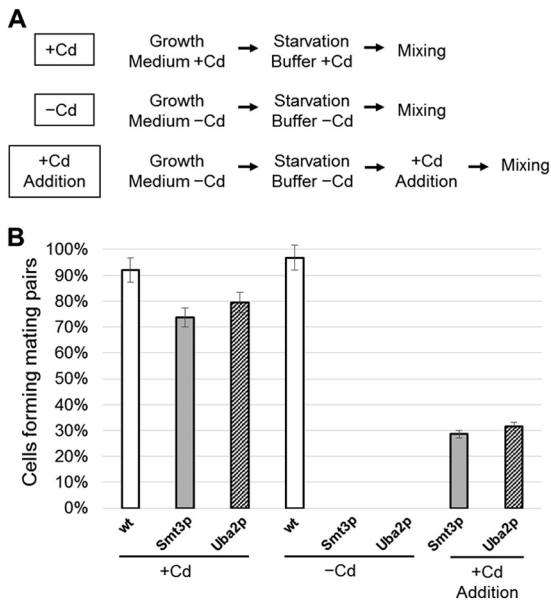 A
+Cd
Growth
Medium +Cd
Starvation
Buffer +Cd
Mixing
−Cd
Growth
Medium −Cd
Starvation
Buffer −Cd
Mixing
+Cd
Addition
Growth
Medium −Cd
Starvation
Buffer −Cd
+Cd
Addition
Mixing
B
Cells forming mating pairs
100%
90%
80%
70%
60%
50%
40%
30%
20%
10%
0%
wt
Smt3p
Uba2p
wt
Smt3p
Uba2p
Smt3p
Uba2p
+Cd
−Cd
+Cd
Addition